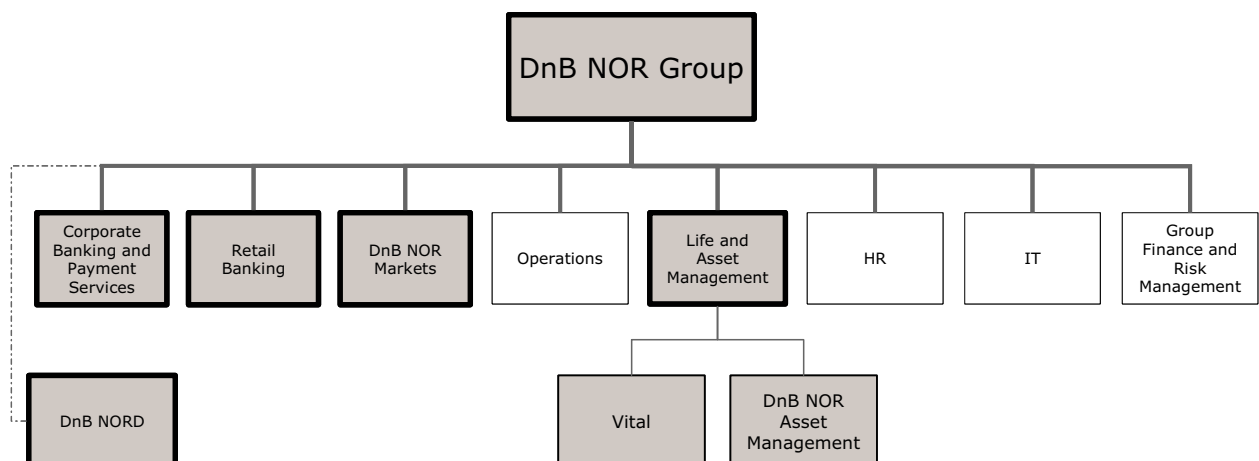 DnB NOR Group
Corporate
Banking and
Payment
Services
Retail
Banking
DnB NOR
Markets
Operations
Life and
Asset
Management
HR
IT
Group
Finance and
Risk
Management
DnB NORD
Vital
DnB NOR
Asset
Management